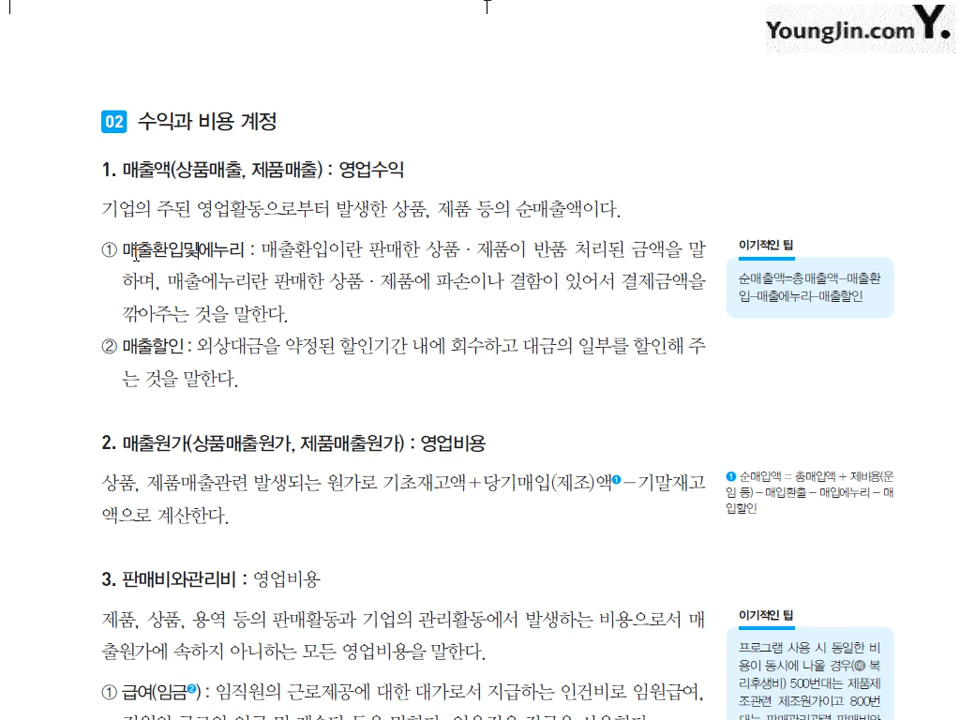 YoungJin.com Y.
02 수익과 비용 계정
1. 매출액(상품매출, 제품매출) : 영업수익
기업의 주된 영업활동으로부터 발생한 상품, 제품 등의 순매출액이다.
① 매출환입및에누리 : 매출환입이란 판매한 상품·제품이 반품 처리된 금액을 말
하며, 매출에누리란 판매한 상품·제품에 파손이나 결함이 있어서 결제금액을
깎아주는 것을 말한다.
② 매출할인 : 외상대금을 약정된 할인기간 내에 회수하고 대금의 일부를 할인해 주
는 것을 말한다.
이기적인 팁
순매출액=총매출액-매출환
입-매출에누리-매출할인
2. 매출원가(상품매출원가, 제품매출원가) : 영업비용
상품, 제품매출관련 발생되는 원가로 기초재고액+당기매입(제조)액❶-기말재고
액으로 계산한다.
❶ 순매입액 = 총매입액 + 제비용(운
임 등) - 매입환출 - 매입에누리 - 매
입할인
3. 판매비와관리비 : 영업비용
제품, 상품, 용역 등의 판매활동과 기업의 관리활동에서 발생하는 비용으로서 매
출원가에 속하지 아니하는 모든 영업비용을 말한다.
① 급여(임금❷) : 임직원의 근로제공에 대한 대가로서 지급하는 인건비로 임원급여,
이기적인 팁
프로그램 사용 시 동일한 비
용이 동시에 나올 경우(예 복
리후생비) 500번대는 제품제
조관련 제조원가이고 800번
대는 판매관리관련 판매비와